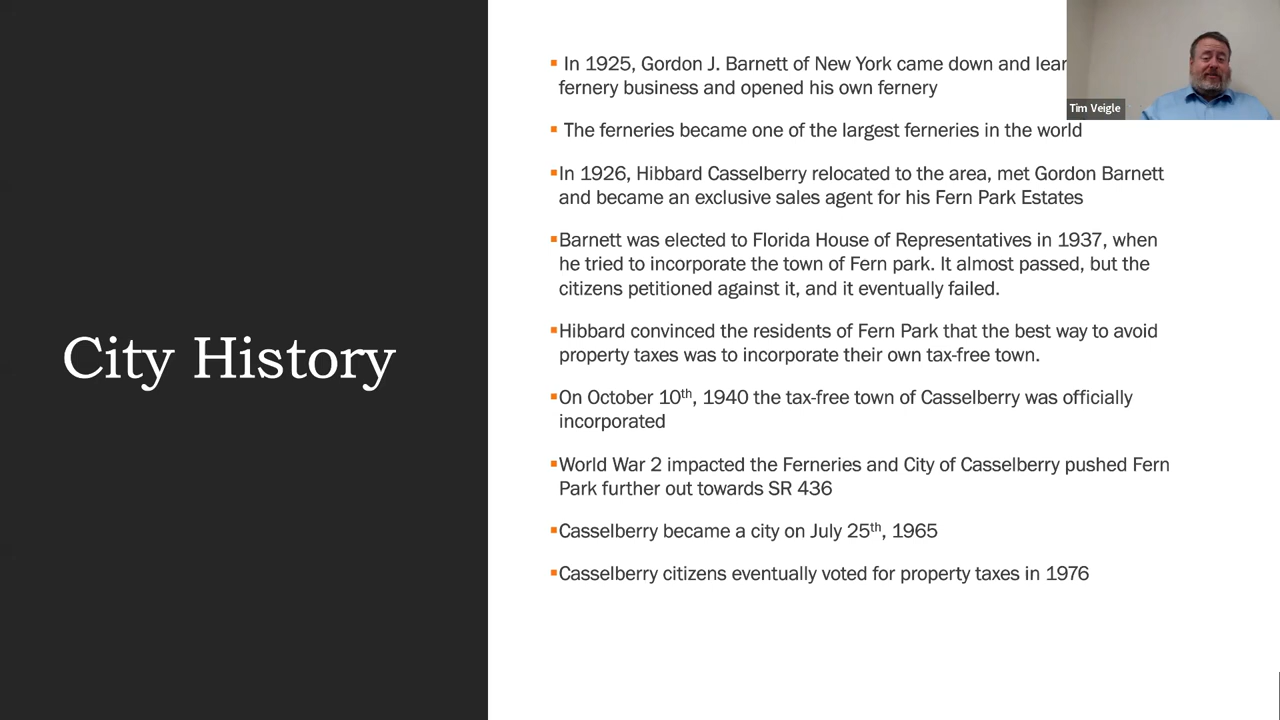 City History
▪ In 1925, Gordon J. Barnett of New York came down and
fernery business and opened his own fernery
▪ The ferneries became one of the largest ferneries in the world
▪In 1926, Hibbard Casselberry relocated to the area, met Gordon Barnett
and became an exclusive sales agent for his Fern Park Estates
▪Barnett was elected to Florida House of Representatives in 1937, when
he tried to incorporate the town of Fern park. It almost passed, but the
citizens petitioned against it, and it eventually failed.
▪Hibbard convinced the residents of Fern Park that the best way to avoid
property taxes was to incorporate their own tax-free town.
▪On October 10th, 1940 the tax-free town of Casselberry was officially
incorporated
▪World War 2 impacted the Ferneries and City of Casselberry pushed Fern
Park further out towards SR 436
▪Casselberry became a city on July 25th, 1965
▪Casselberry citizens eventually voted for property taxes in 1976
Tim Veigle